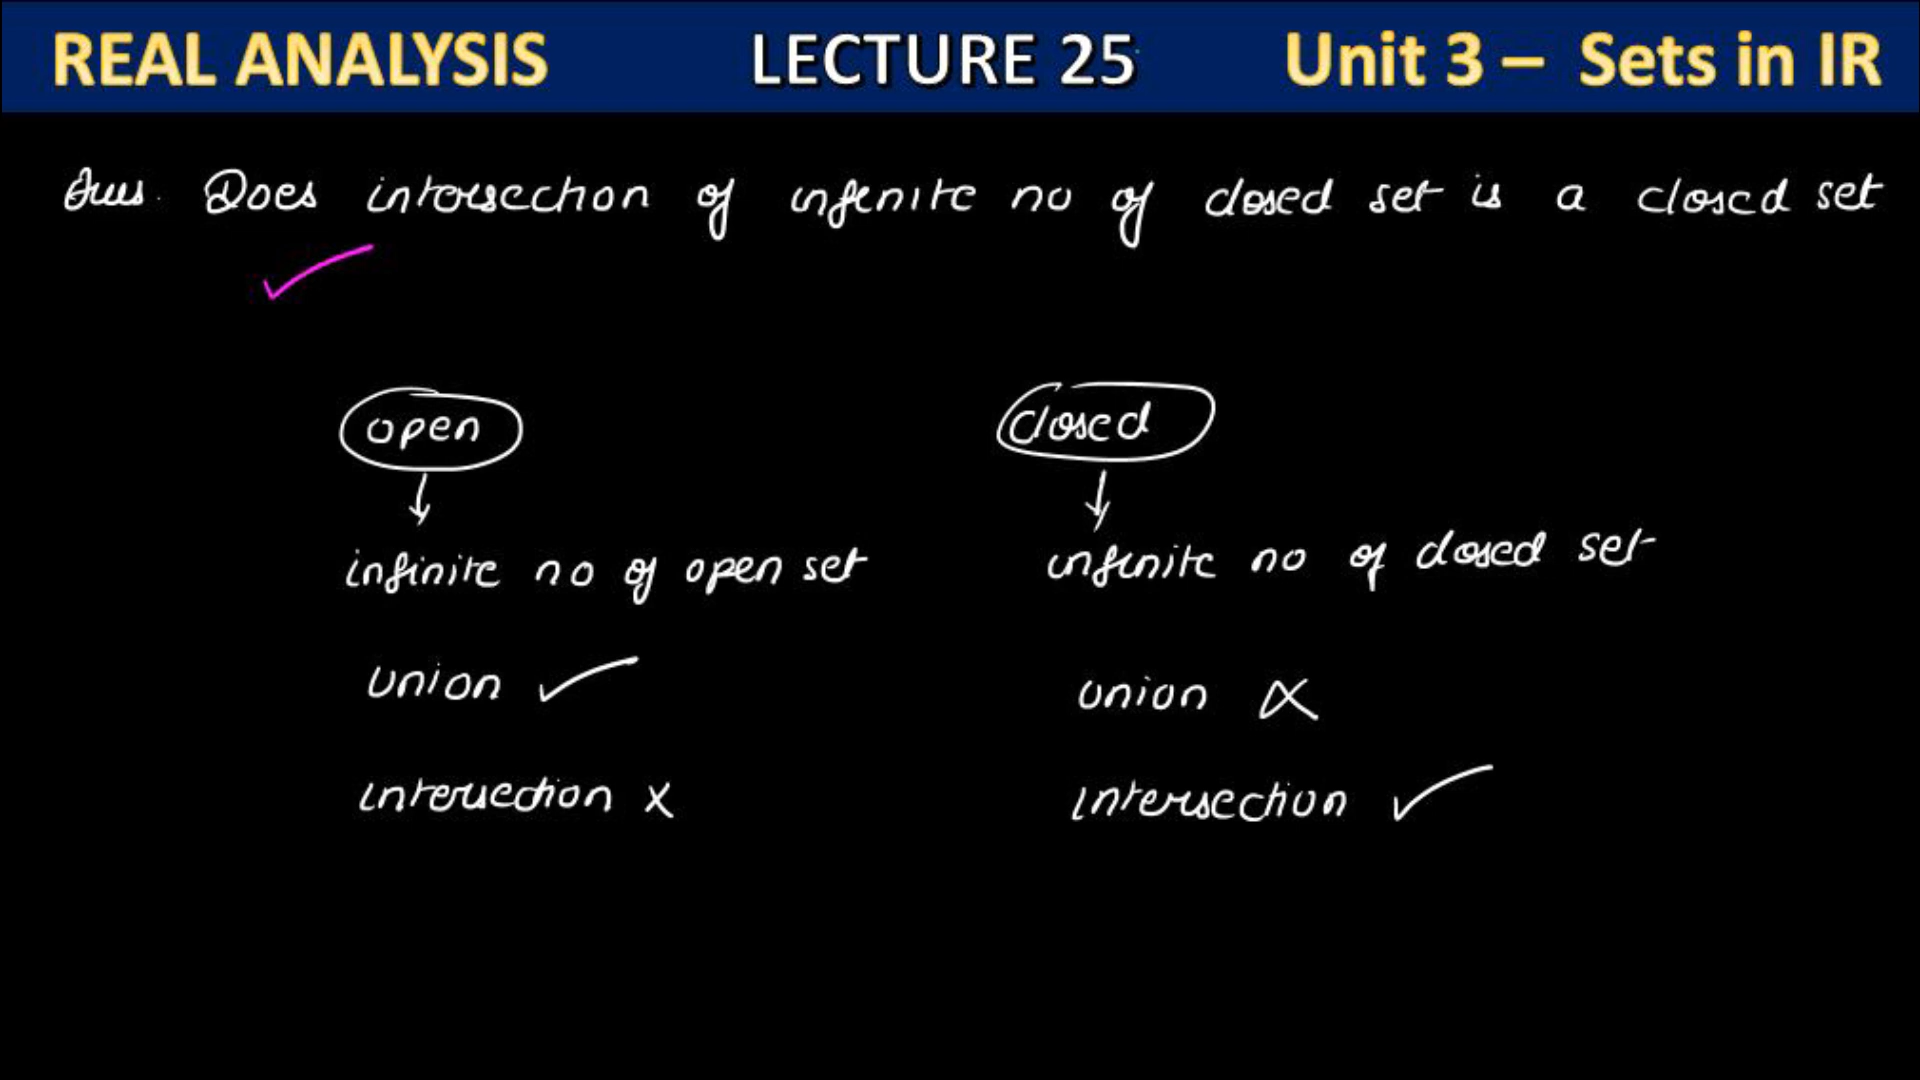 REAL ANALYSIS LECTURE 25 Unit 3 – Sets in IR
Ques. Does intersection of infinite no of closed set is a closed set
open closed
infinite no of open set infinite no of closed set
union ✓ union ×
intersection × intersection ✓